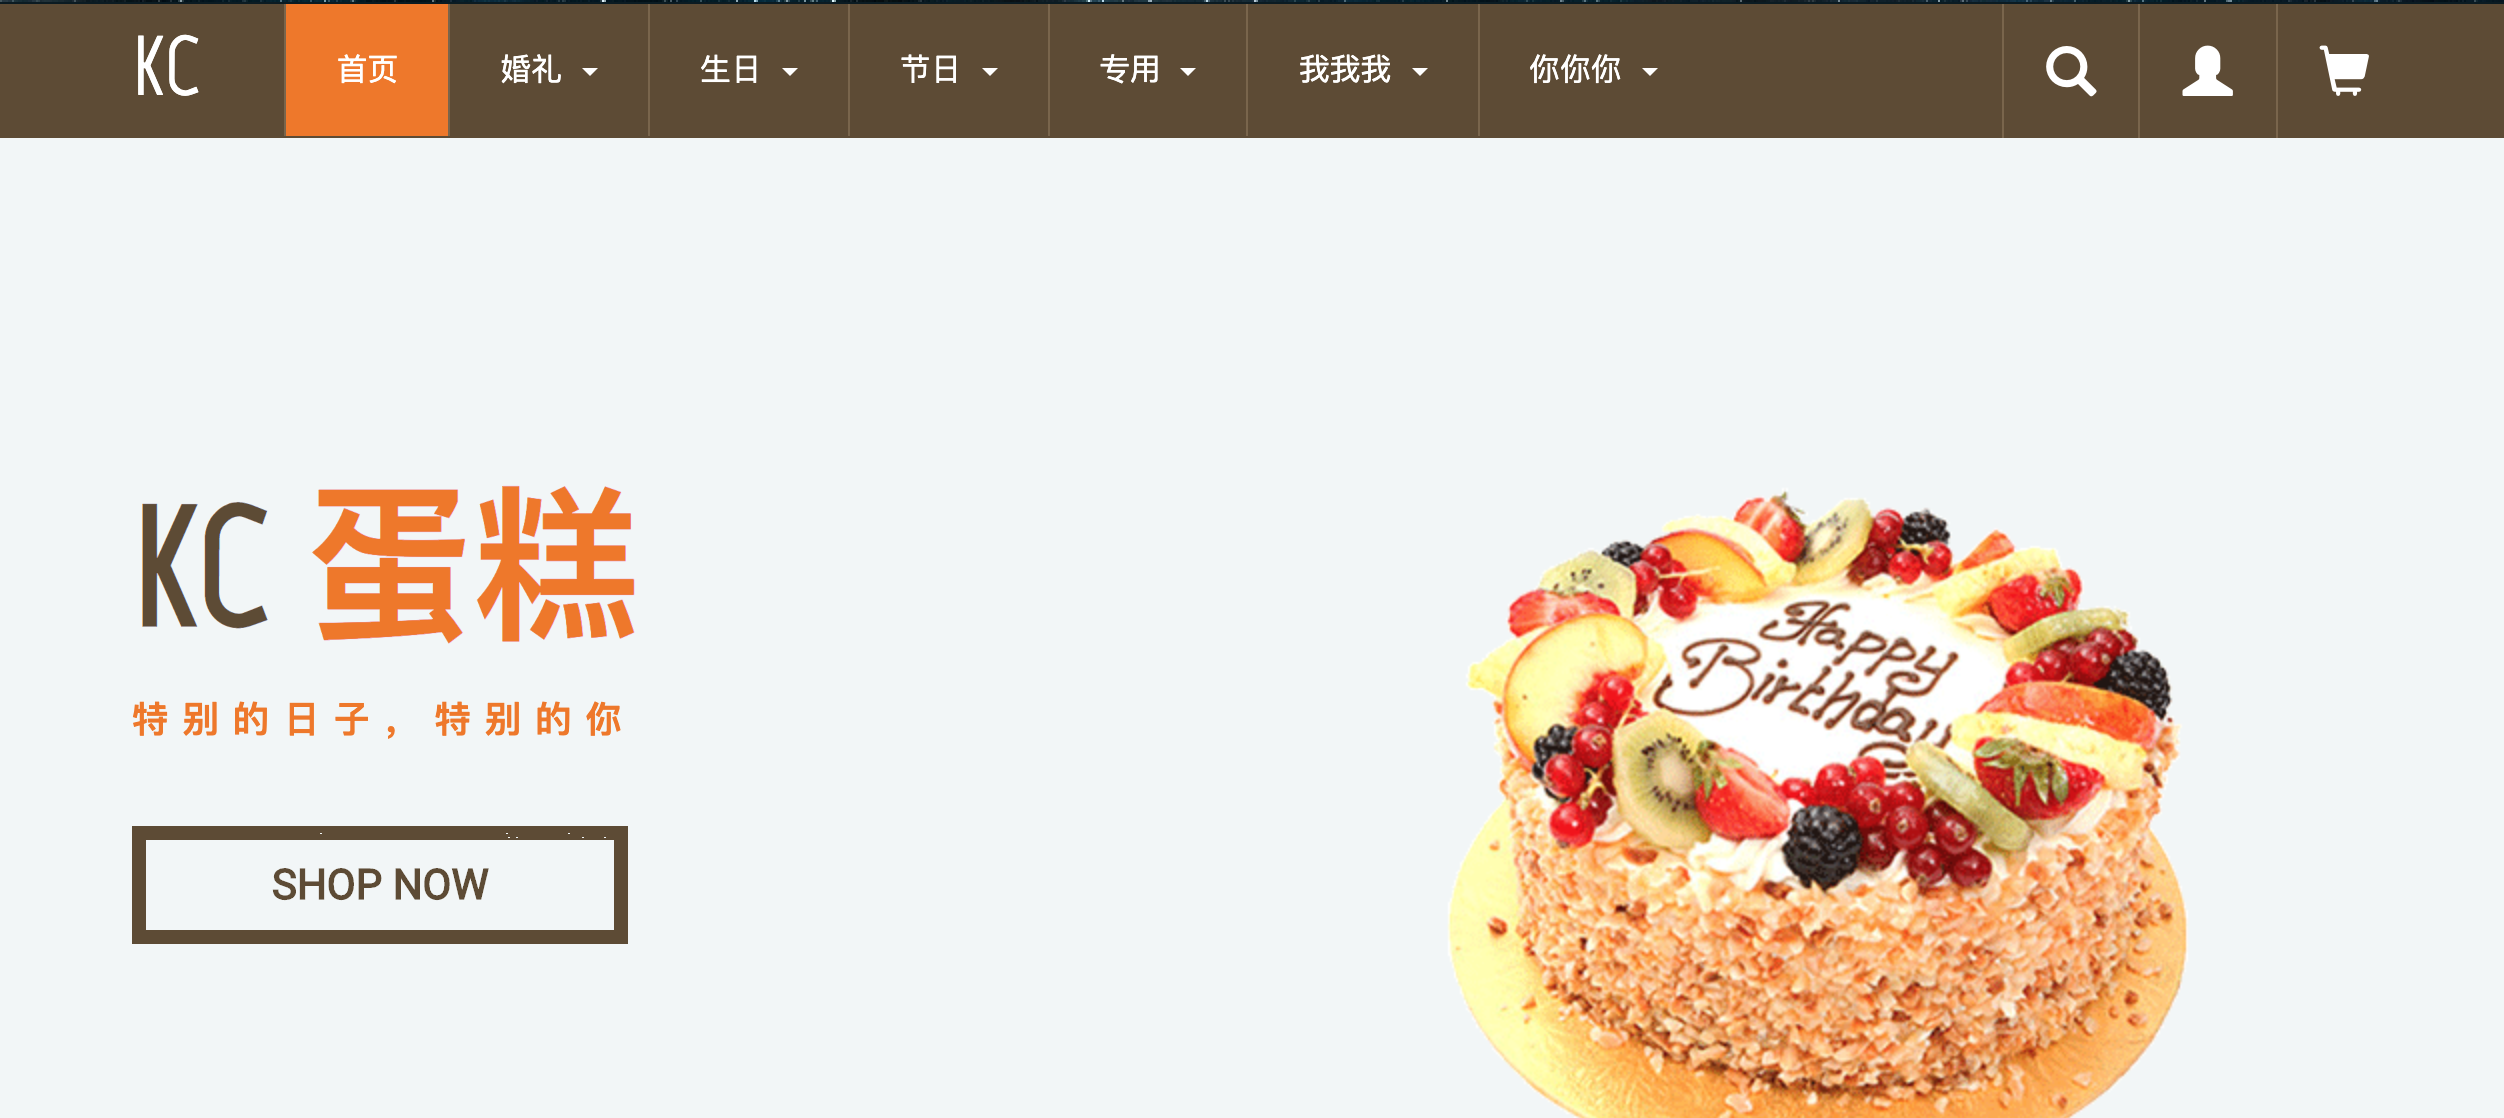 KC
首页
婚礼
生日
节日
专用
我我我
你你你
KC 蛋糕
特别的日子，特别的你
SHOP NOW
Happy
Birthday